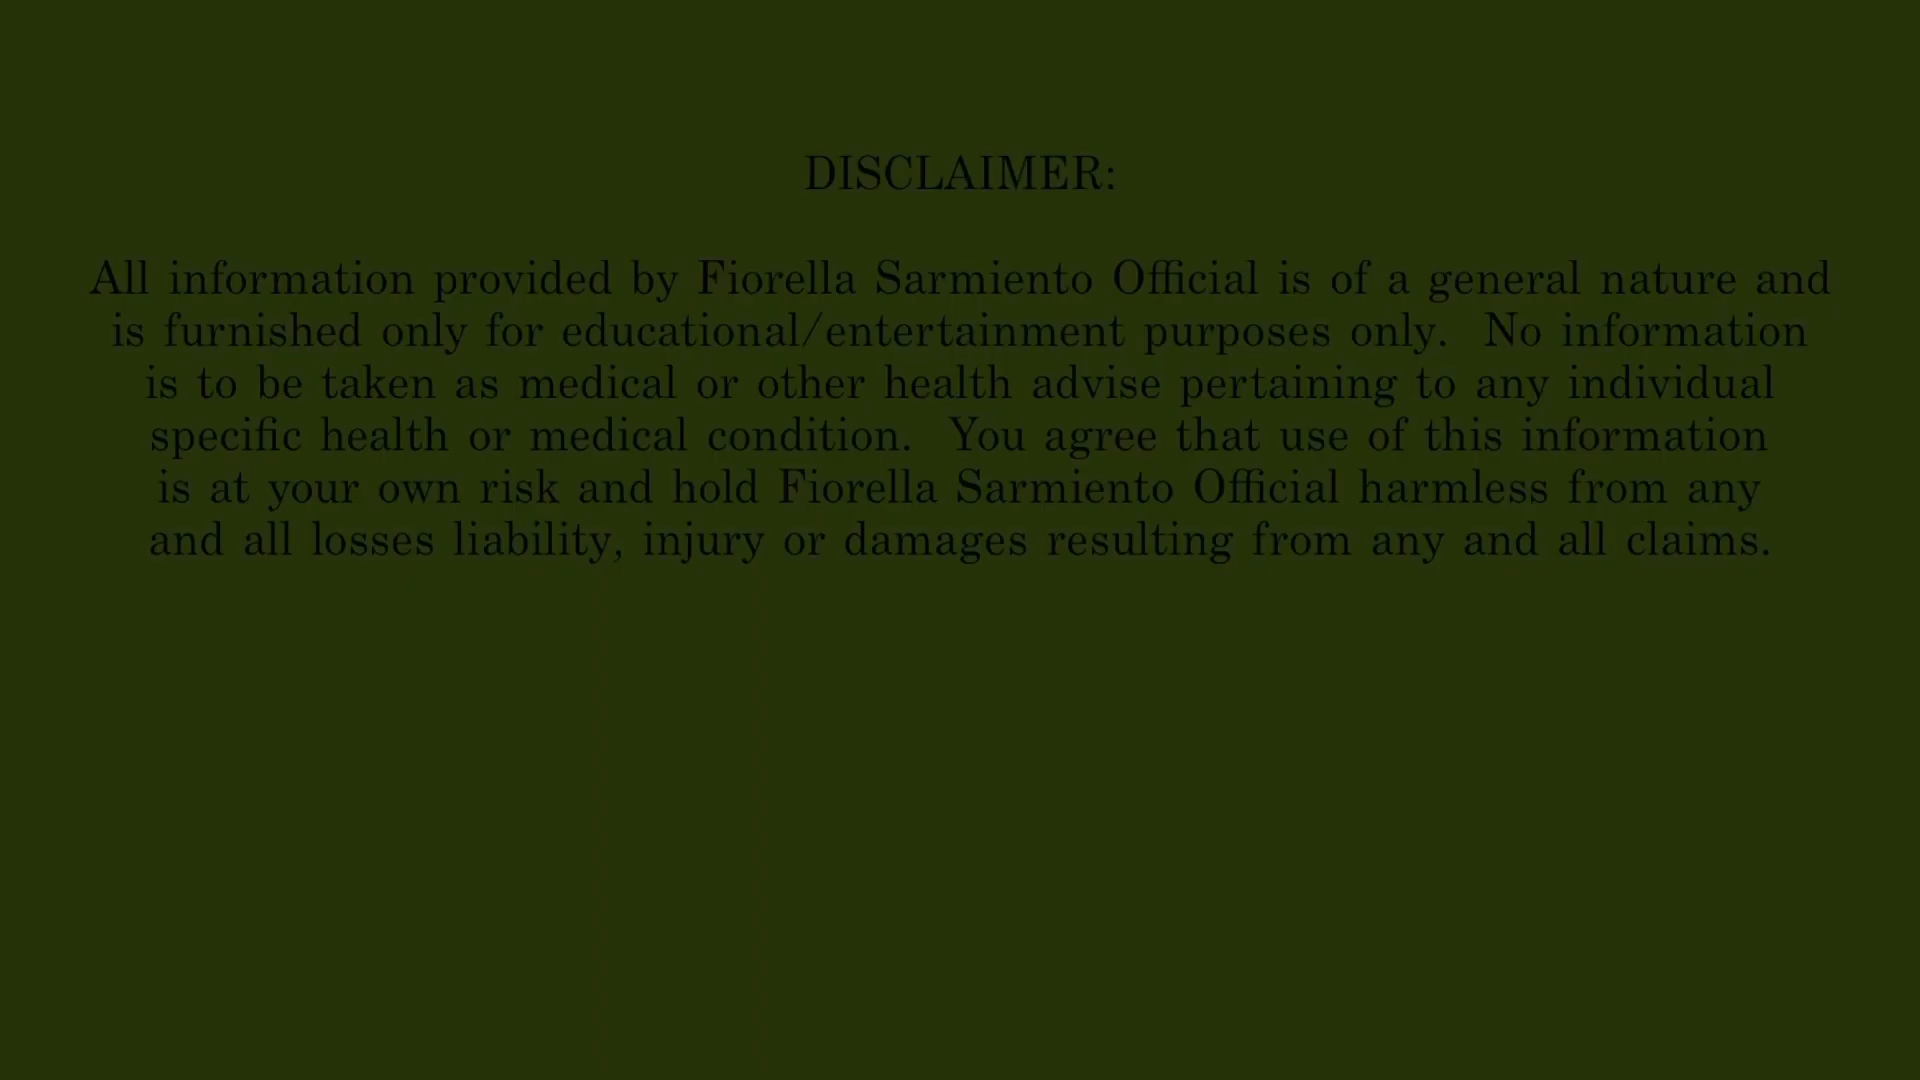 DISCLAIMER:
All information provided by Fiorella Sarmiento Official is of a general nature and
is furnished only for educational/entertainment purposes only.  No information
is to be taken as medical or other health advise pertaining to any individual
specific health or medical condition.  You agree that use of this information
is at your own risk and hold Fiorella Sarmiento Official harmless from any
and all losses liability, injury or damages resulting from any and all claims.